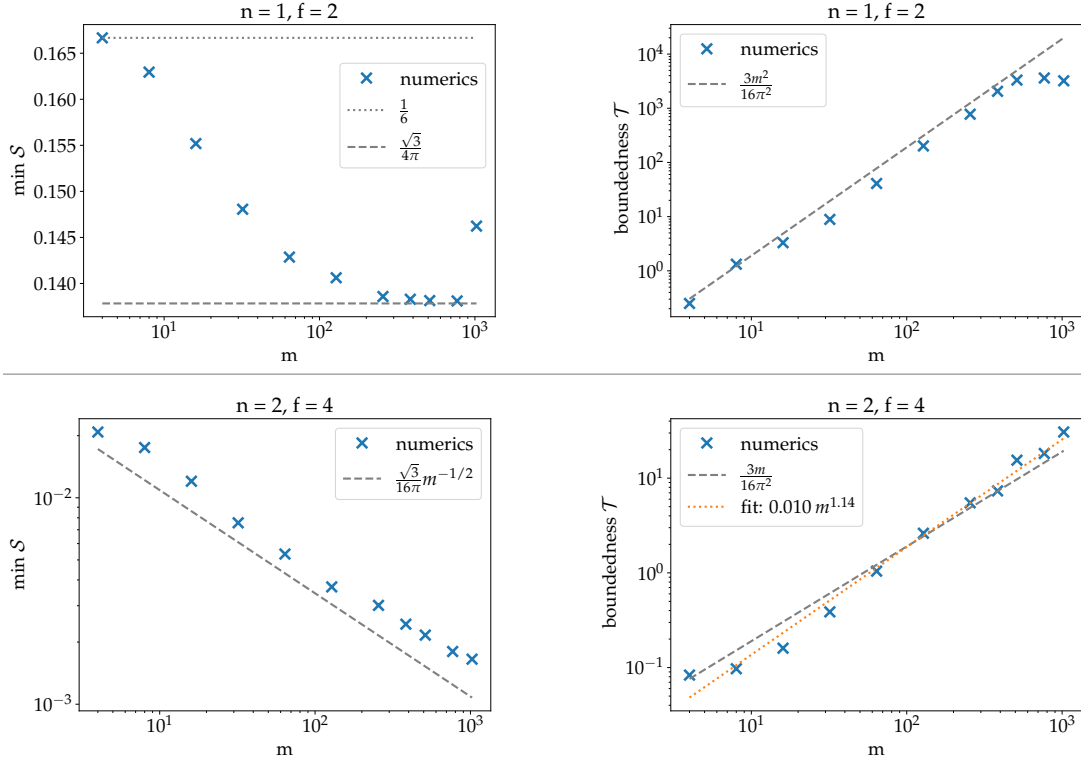 n = 1, f = 2
0.165
0.160
0.155
0.150
0.145
0.140
min 𝒮
numerics
1/6
√3/4π
10¹
10²
10³
m
n = 1, f = 2
10⁴
10³
10²
10¹
10⁰
boundedness 𝒯
numerics
3m²/16π²
10¹
10²
10³
m
n = 2, f = 4
10⁻²
10⁻³
min 𝒮
numerics
√3/16π m⁻¹/²
10¹
10²
10³
m
n = 2, f = 4
10¹
10⁰
10⁻¹
boundedness 𝒯
numerics
3m/16π²
fit: 0.010 m¹·¹⁴
10¹
10²
10³
m